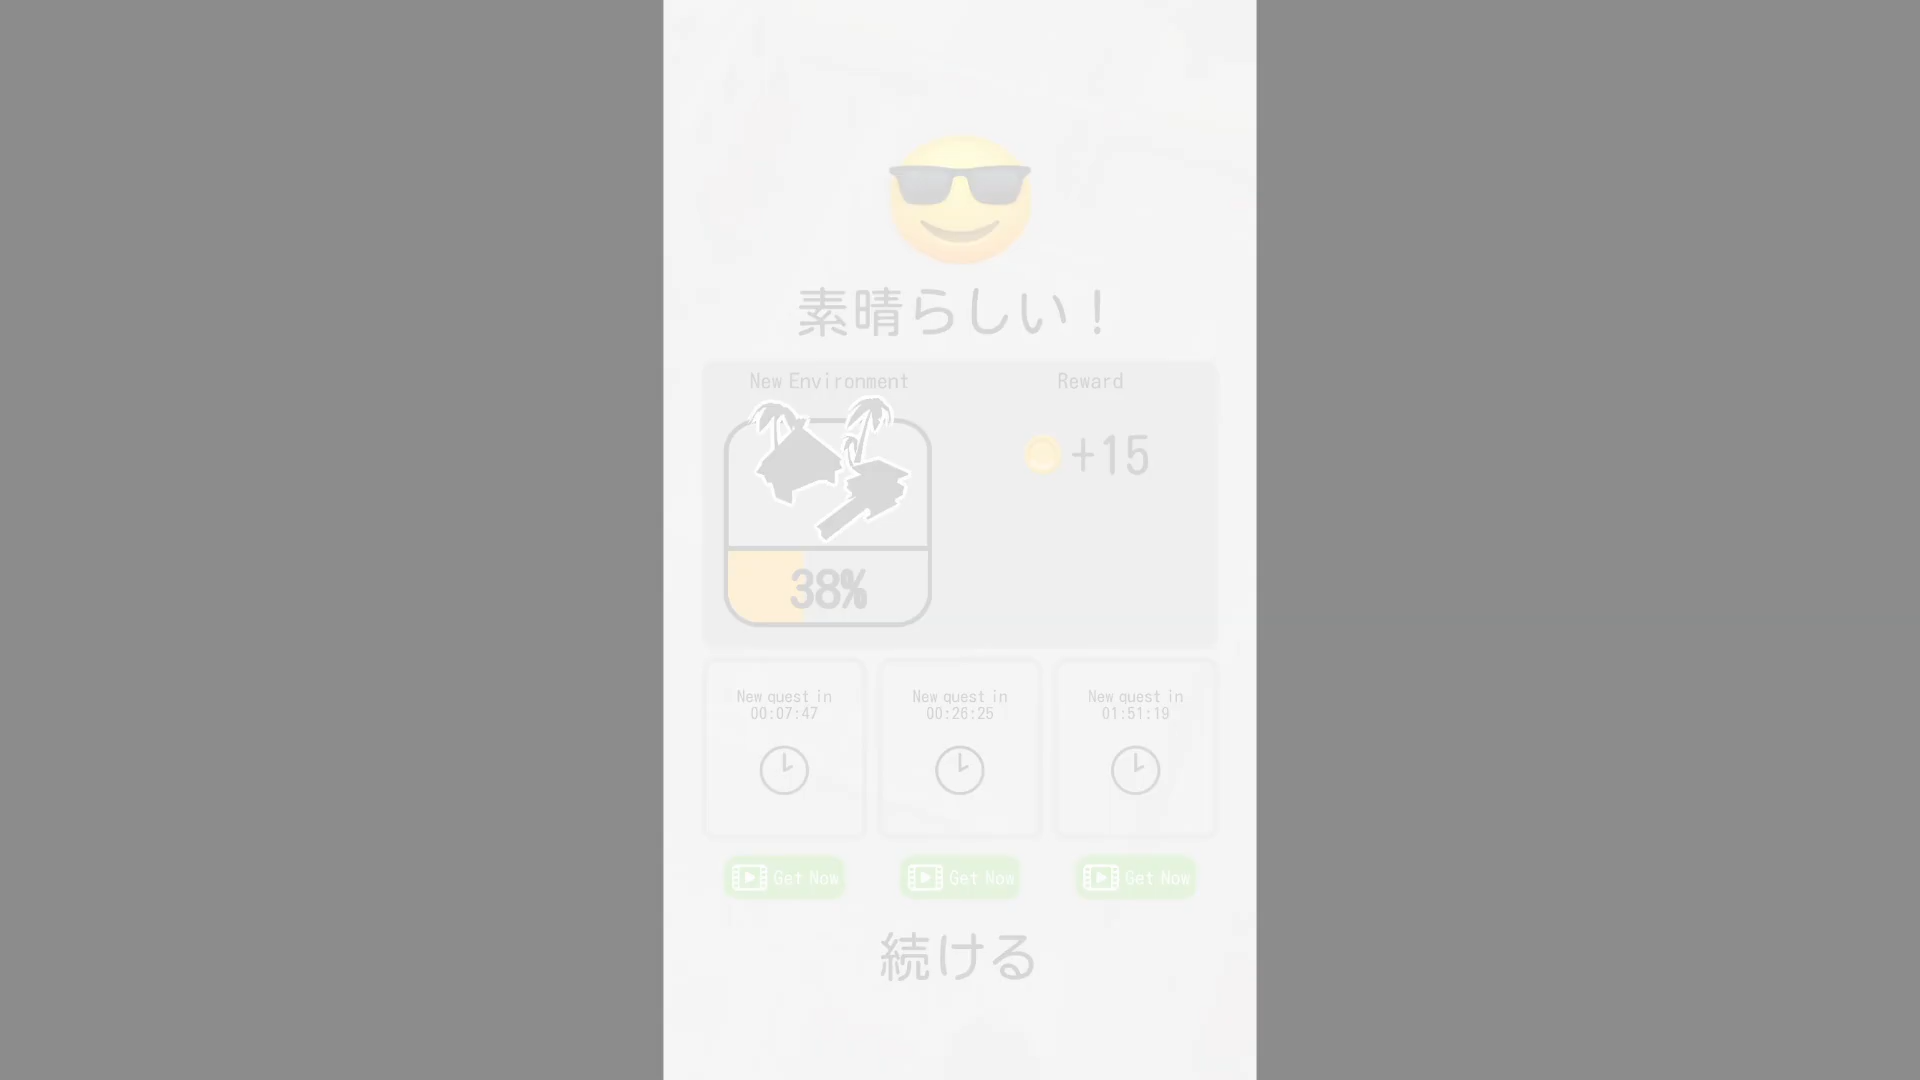 素晴らしい！
New Environment
Reward
+15
38%
New quest in
00:07:47
New quest in
00:26:25
New quest in
01:51:19
Get Now
Get Now
Get Now
続ける